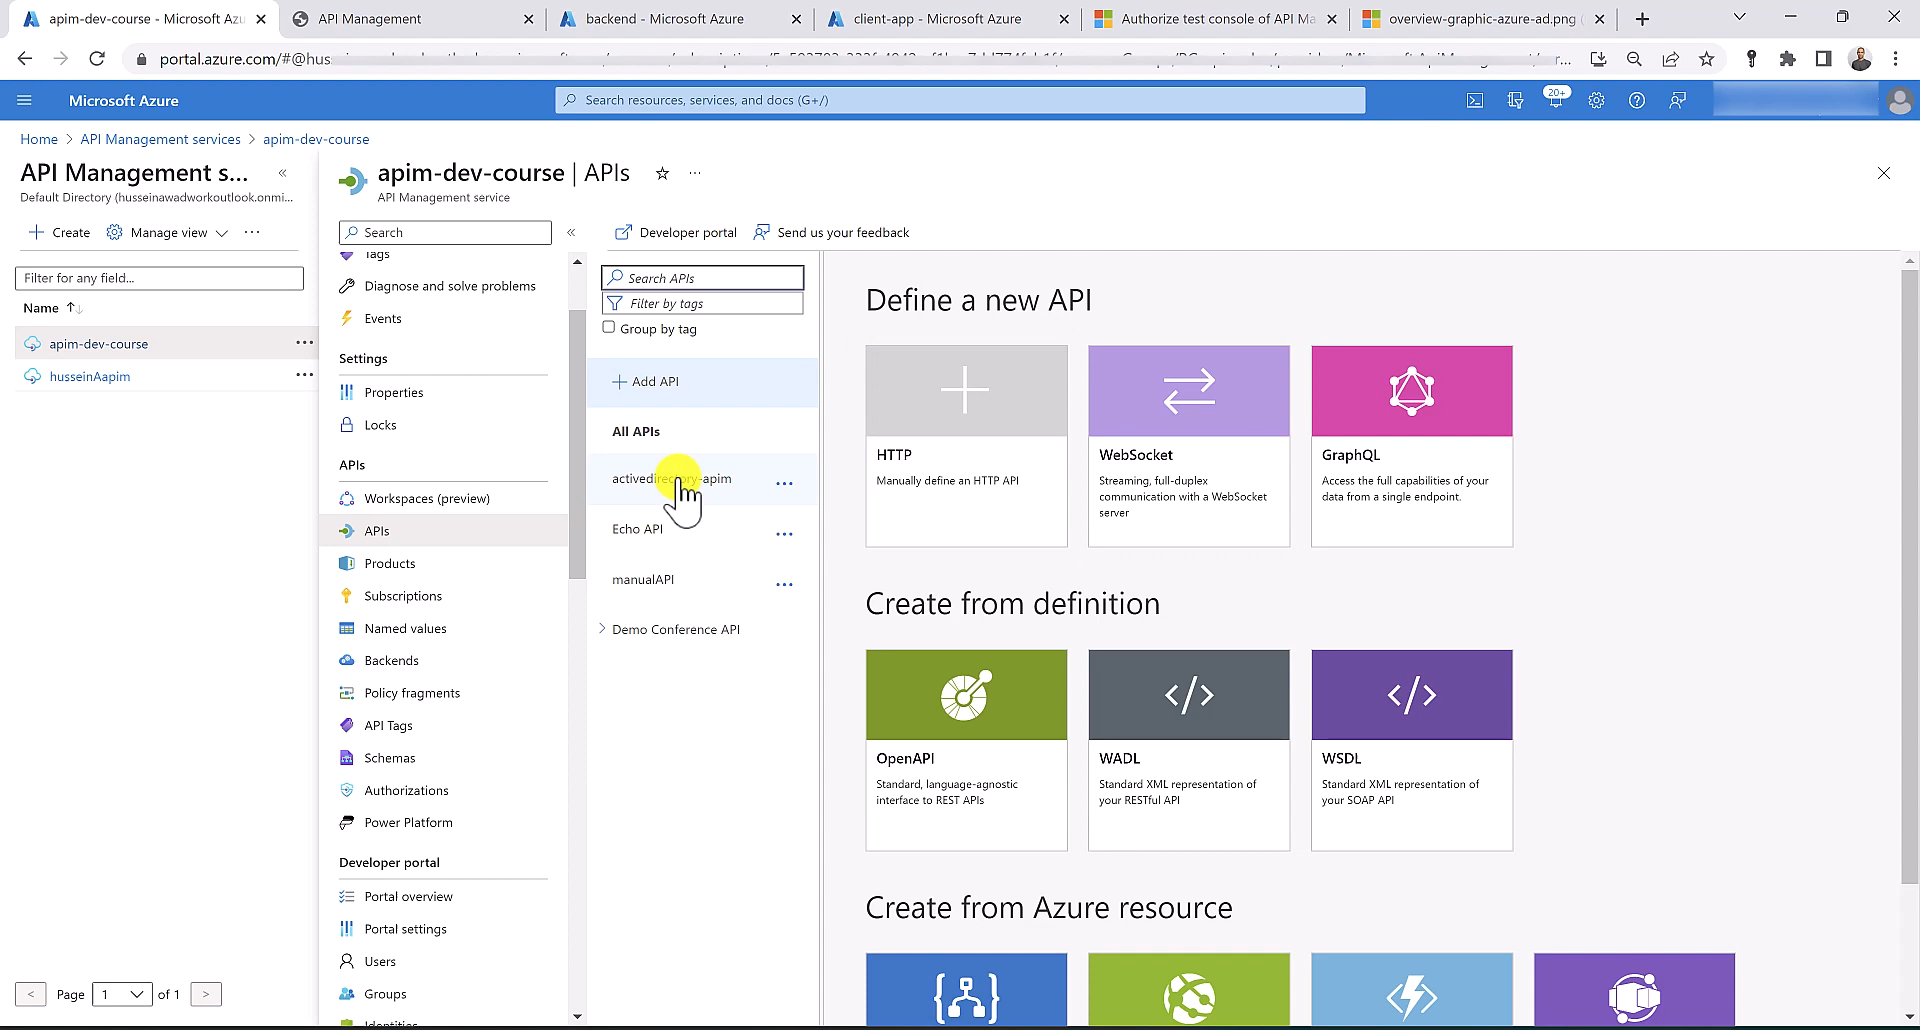 apim-dev-course - Microsoft Azu
API Management
backend - Microsoft Azure
client-app - Microsoft Azure
Authorize test console of API Ma
overview-graphic-azure-ad.png (
portal.azure.com/#@hus
Microsoft Azure
Search resources, services, and docs (G+/)
20+
Home > API Management services > apim-dev-course
API Management s...
Default Directory (husseinawadworkoutlook.onmi...
Create
Manage view
Filter for any field...
Name
apim-dev-course
husseinAapim
< Page 1 of 1 >
apim-dev-course | APIs
API Management service
Search
Tags
Diagnose and solve problems
Events
Settings
Properties
Locks
APIs
Workspaces (preview)
APIs
Products
Subscriptions
Named values
Backends
Policy fragments
API Tags
Schemas
Authorizations
Power Platform
Developer portal
Portal overview
Portal settings
Users
Groups
Identities
Developer portal
Send us your feedback
Search APIs
Filter by tags
Group by tag
Add API
All APIs
activedirectory-apim
Echo API
manualAPI
Demo Conference API
Define a new API
HTTP
Manually define an HTTP API
WebSocket
Streaming, full-duplex
communication with a WebSocket
server
GraphQL
Access the full capabilities of your
data from a single endpoint.
Create from definition
OpenAPI
Standard, language-agnostic
interface to REST APIs
WADL
Standard XML representation of
your RESTful API
WSDL
Standard XML representation of
your SOAP API
Create from Azure resource